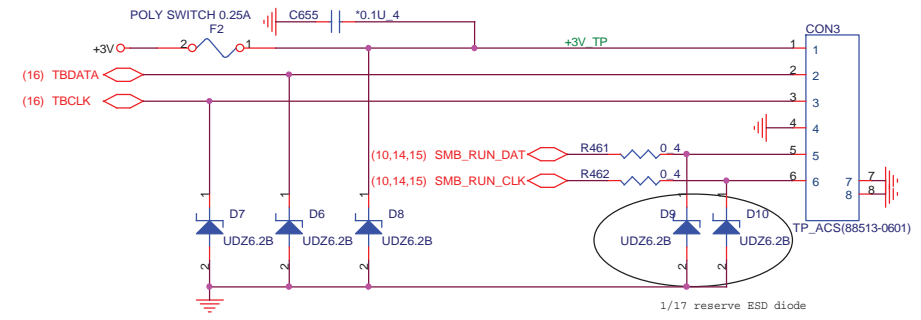 POLY SWITCH 0.25A
F2
C655 *0.1U_4
CON3
+3V 2 1 +3V_TP 1 1
(16) TBDATA 2 2
(16) TBCLK 3 3
4 4
(10,14,15) SMB_RUN_DAT R461 0_4 5 5
(10,14,15) SMB_RUN_CLK R462 0_4 6 6 7 7
8 8
1 1 1 1 1
D7 D6 D8 D9 D10 TP_ACS(88513-0601)
UDZ6.2B UDZ6.2B UDZ6.2B UDZ6.2B UDZ6.2B
2 2 2 2 2
1/17 reserve ESD diode